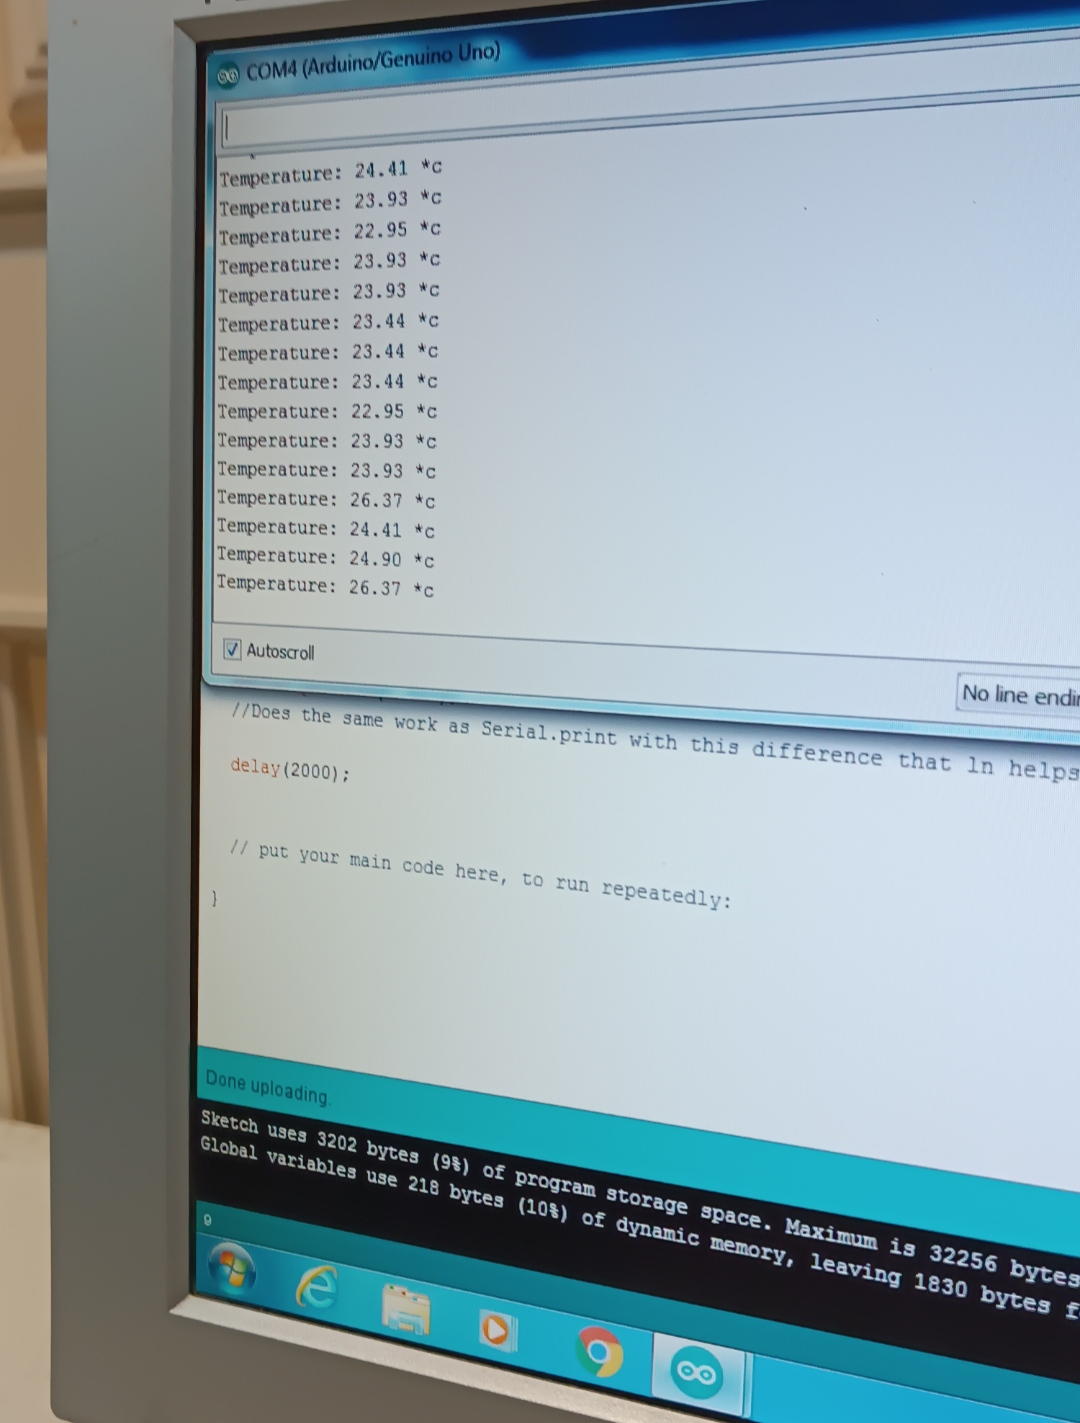 COM4 (Arduino/Genuino Uno)
Temperature: 24.41 *c
Temperature: 23.93 *c
Temperature: 22.95 *c
Temperature: 23.93 *c
Temperature: 23.93 *c
Temperature: 23.44 *c
Temperature: 23.44 *c
Temperature: 23.44 *c
Temperature: 22.95 *c
Temperature: 23.93 *c
Temperature: 23.93 *c
Temperature: 26.37 *c
Temperature: 24.41 *c
Temperature: 24.90 *c
Temperature: 26.37 *c
Autoscroll
No line endi
//Does the same work as Serial.print with this difference that ln helps
delay(2000);
// put your main code here, to run repeatedly:
}
Done uploading.
Sketch uses 3202 bytes (9%) of program storage space. Maximum is 32256 bytes
Global variables use 218 bytes (10%) of dynamic memory, leaving 1830 bytes f
9